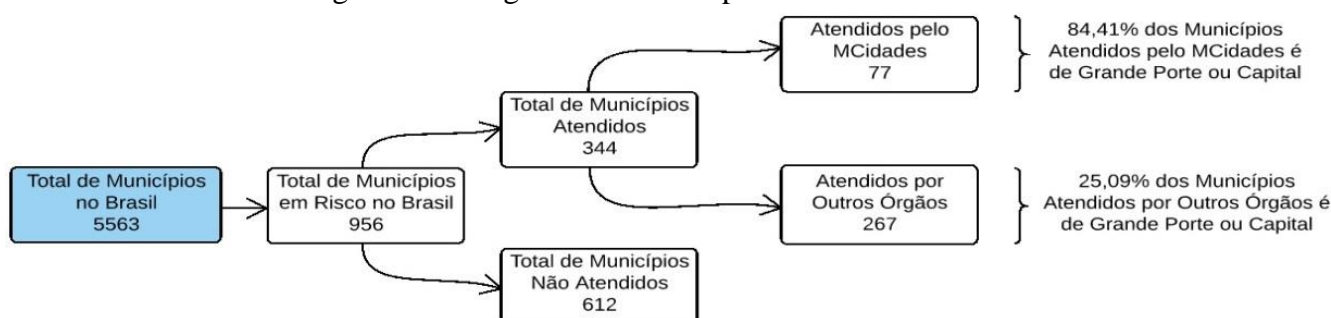 Atendidos pelo
MCidades
77
84,41% dos Municípios
Atendidos pelo MCidades é
de Grande Porte ou Capital
Total de Municípios
Atendidos
344
Total de Municípios
no Brasil
5563
Total de Municípios
em Risco no Brasil
956
Atendidos por
Outros Órgãos
267
25,09% dos Municípios
Atendidos por Outros Órgãos é
de Grande Porte ou Capital
Total de Municípios
Não Atendidos
612